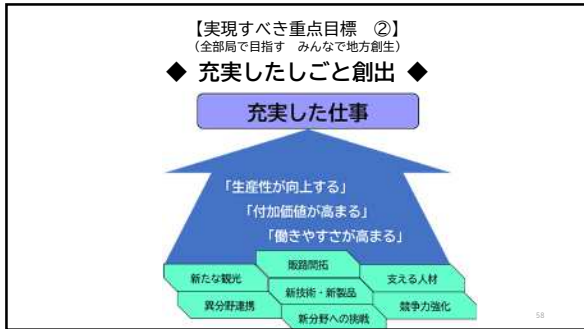 【実現すべき重点目標　②】
（全部局で目指す　みんなで地方創生）
◆ 充実したしごと創出 ◆
充実した仕事
「生産性が向上する」
「付加価値が高まる」
「働きやすさが高まる」
販路開拓
新たな観光
支える人材
新技術・新製品
異分野連携
競争力強化
新分野への挑戦
58